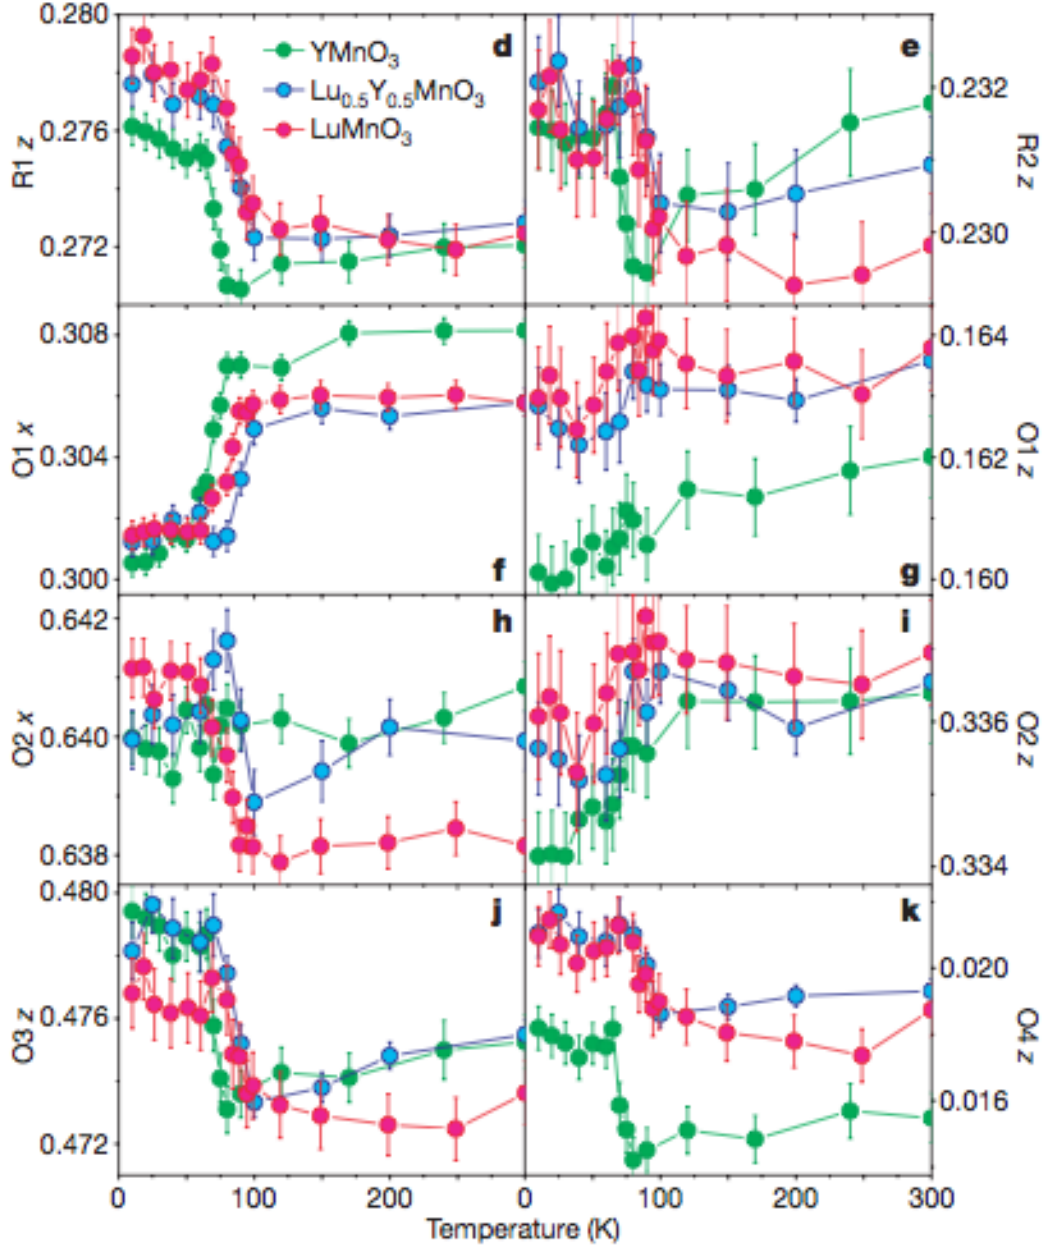 0.280
0.276
0.272
R1 z
d
YMnO₃
Lu₀.₅Y₀.₅MnO₃
LuMnO₃
e
0.232
0.230
R2 z
0.308
0.304
0.300
O1 x
f
g
0.164
0.162
0.160
O1 z
0.642
0.640
0.638
O2 x
h
i
0.336
0.334
O2 z
0.480
0.476
0.472
O3 z
j
k
0.020
0.016
O4 z
0 100 200 0 100 200 300
Temperature (K)